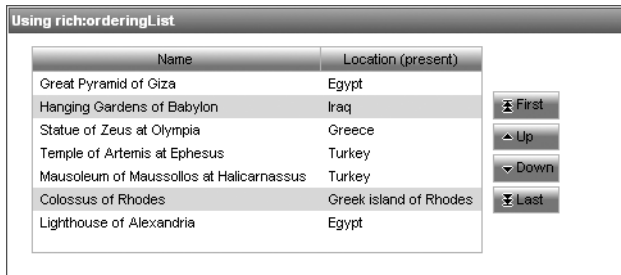 Using rich:orderingList
Name Location (present)
Great Pyramid of Giza Egypt
Hanging Gardens of Babylon Iraq
Statue of Zeus at Olympia Greece
Temple of Artemis at Ephesus Turkey
Mausoleum of Maussollos at Halicarnassus Turkey
Colossus of Rhodes Greek island of Rhodes
Lighthouse of Alexandria Egypt
First
Up
Down
Last